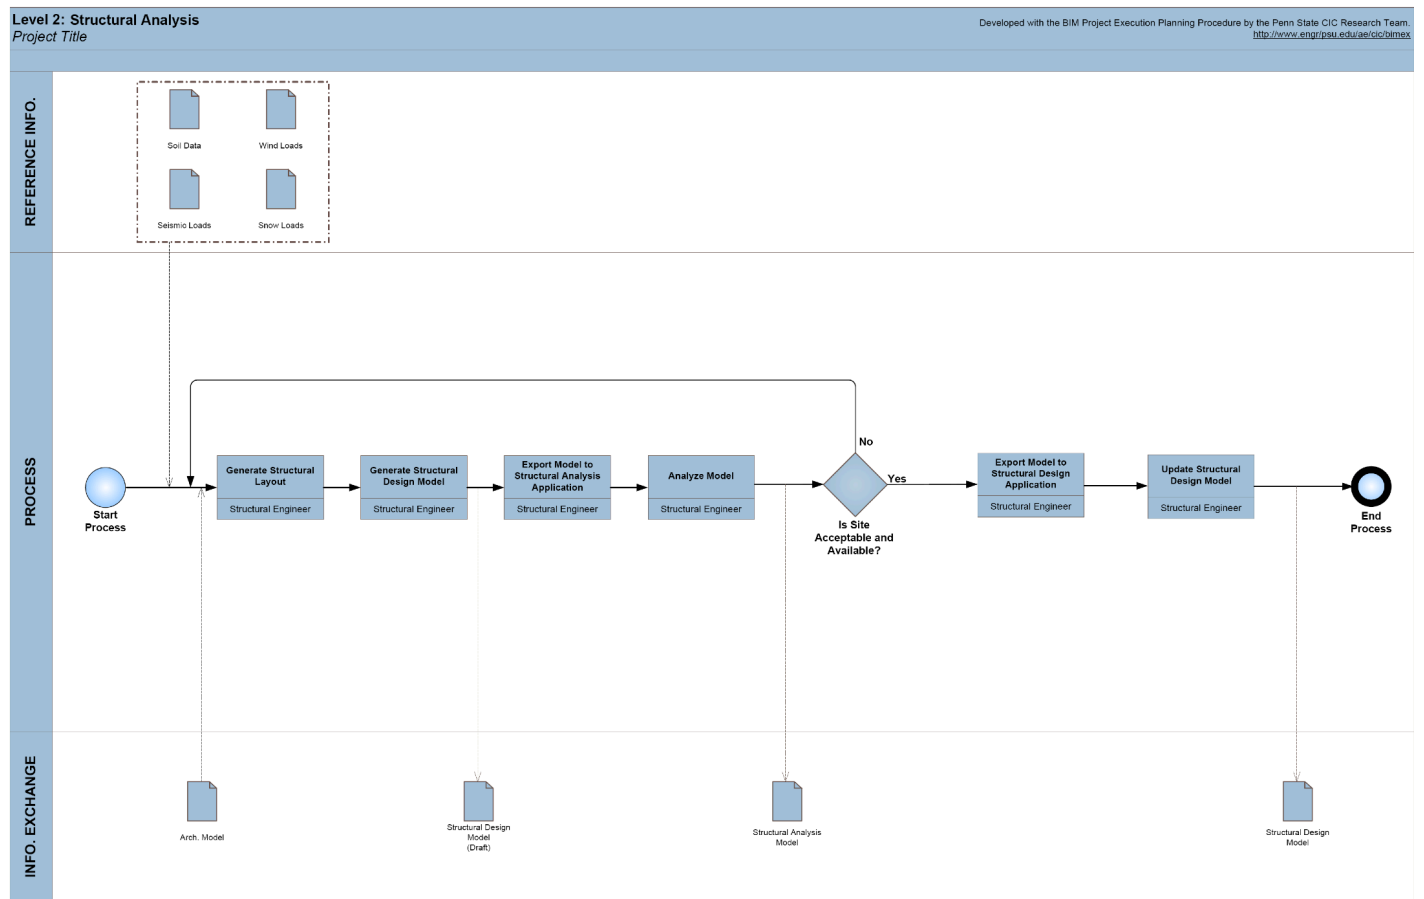 Level 2: Structural Analysis
Project Title
Developed with the BIM Project Execution Planning Procedure by the Penn State CIC Research Team.
http://www.engr/psu.edu/ae/cic/bimex
REFERENCE INFO.
Soil Data
Wind Loads
Seismic Loads
Snow Loads
PROCESS
Start
Process
Generate Structural
Layout
Structural Engineer
Generate Structural
Design Model
Structural Engineer
Export Model to
Structural Analysis
Application
Structural Engineer
Analyze Model
Structural Engineer
No
Yes
Is Site
Acceptable and
Available?
Export Model to
Structural Design
Application
Structural Engineer
Update Structural
Design Model
Structural Engineer
End
Process
INFO. EXCHANGE
Arch. Model
Structural Design
Model
(Draft)
Structural Analysis
Model
Structural Design
Model